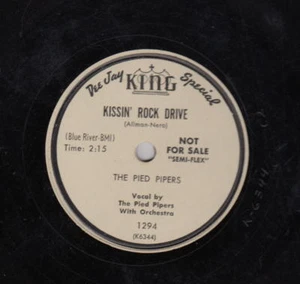 Dee Jay KING Special
KISSIN' ROCK DRIVE
(Allman-Nero)
(Blue River-BMI)
Time: 2:15
NOT
FOR SALE
"SEMI-FLEX"
THE PIED PIPERS
Vocal by
The Pied Pipers
With Orchestra
1294
(K6344)